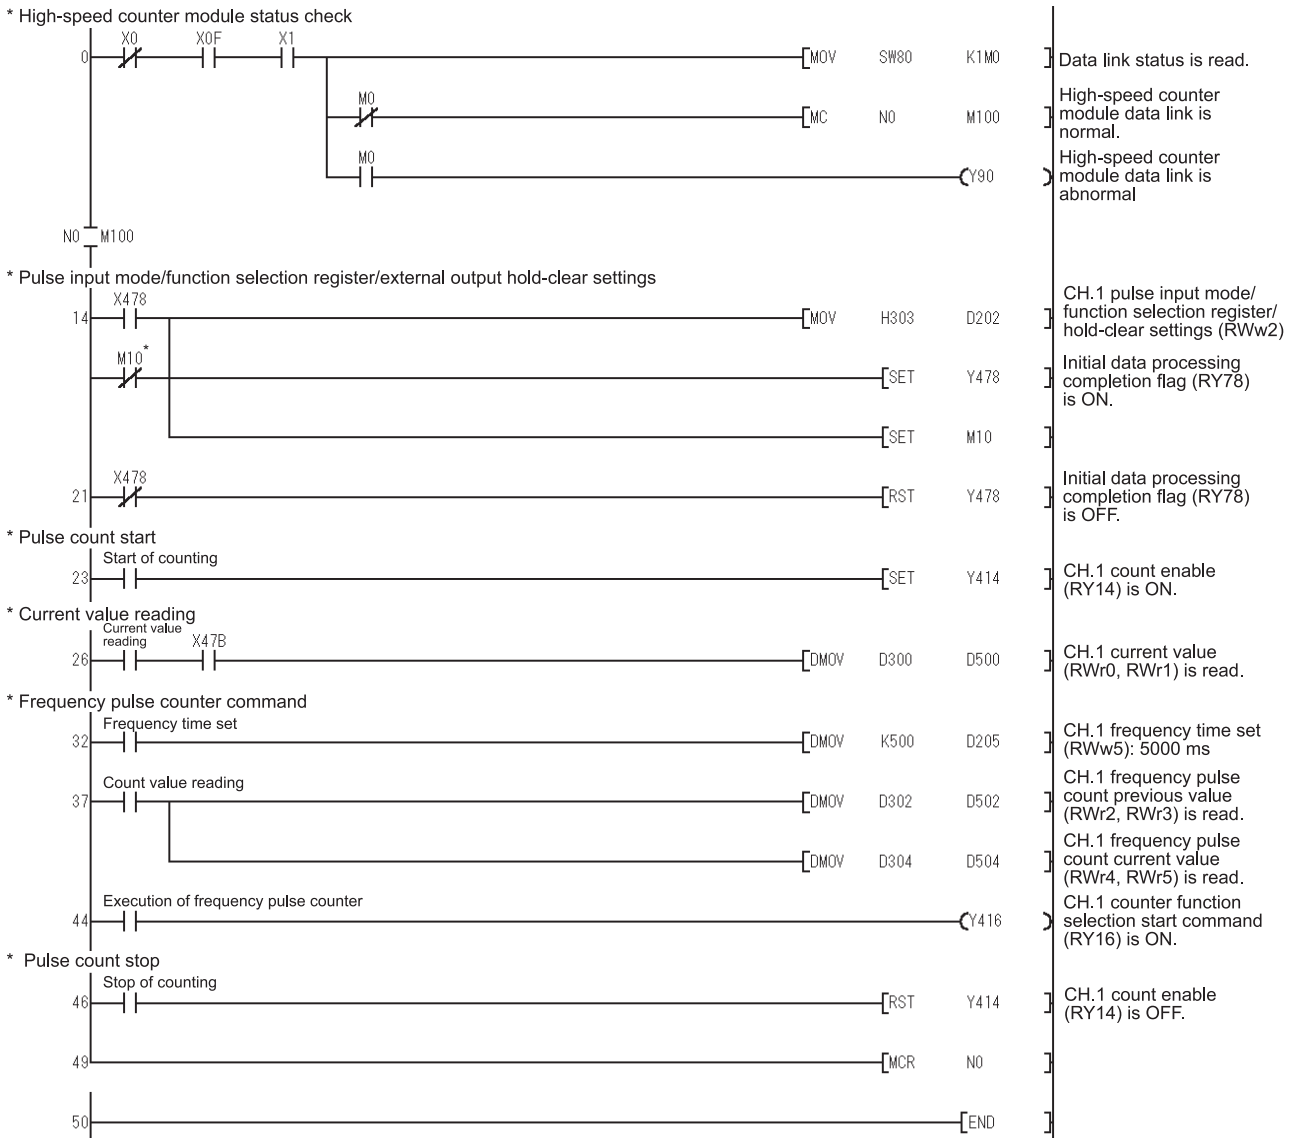 * High-speed counter module status check
X0 X0F X1
0 MOV SW80 K1M0 Data link status is read.
M0
MC N0 M100 High-speed counter
module data link is
normal.
M0
Y90 High-speed counter
module data link is
abnormal
N0 M100
* Pulse input mode/function selection register/external output hold-clear settings
X478
14 MOV H303 D202 CH.1 pulse input mode/
function selection register/
hold-clear settings (RWw2)
M10*
SET Y478 Initial data processing
completion flag (RY78)
is ON.
SET M10
X478
21 RST Y478 Initial data processing
completion flag (RY78)
is OFF.
* Pulse count start
Start of counting
23 SET Y414 CH.1 count enable
(RY14) is ON.
* Current value reading
Current value
reading X47B
26 DMOV D300 D500 CH.1 current value
(RWr0, RWr1) is read.
* Frequency pulse counter command
Frequency time set
32 DMOV K500 D205 CH.1 frequency time set
(RWw5): 5000 ms
Count value reading
37 DMOV D302 D502 CH.1 frequency pulse
count previous value
(RWr2, RWr3) is read.
DMOV D304 D504 CH.1 frequency pulse
count current value
(RWr4, RWr5) is read.
Execution of frequency pulse counter
44 Y416 CH.1 counter function
selection start command
(RY16) is ON.
* Pulse count stop
Stop of counting
46 RST Y414 CH.1 count enable
(RY14) is OFF.
49 MCR N0
50 END